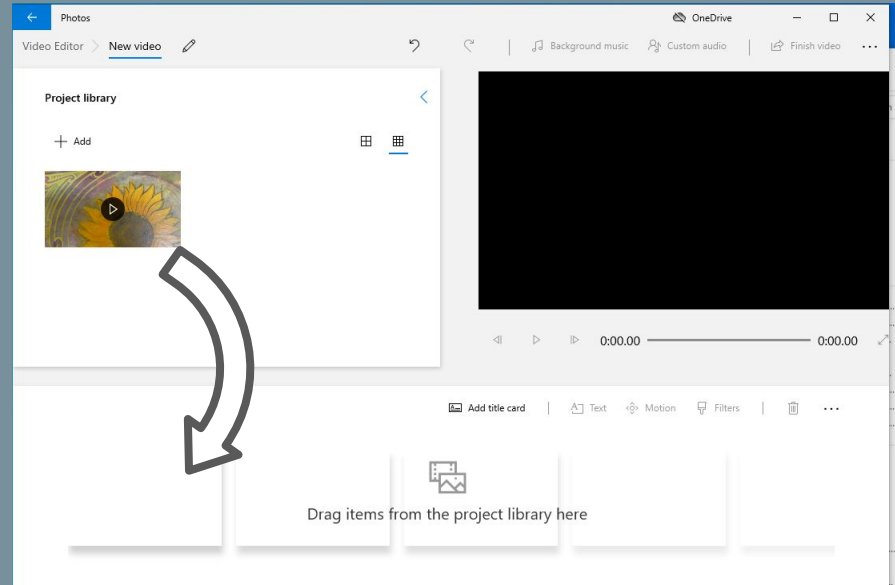 Photos
OneDrive
Video Editor
New video
Background music
Custom audio
Finish video
Project library
Add
0:00.00
0:00.00
Add title card
Text
Motion
Filters
Drag items from the project library here